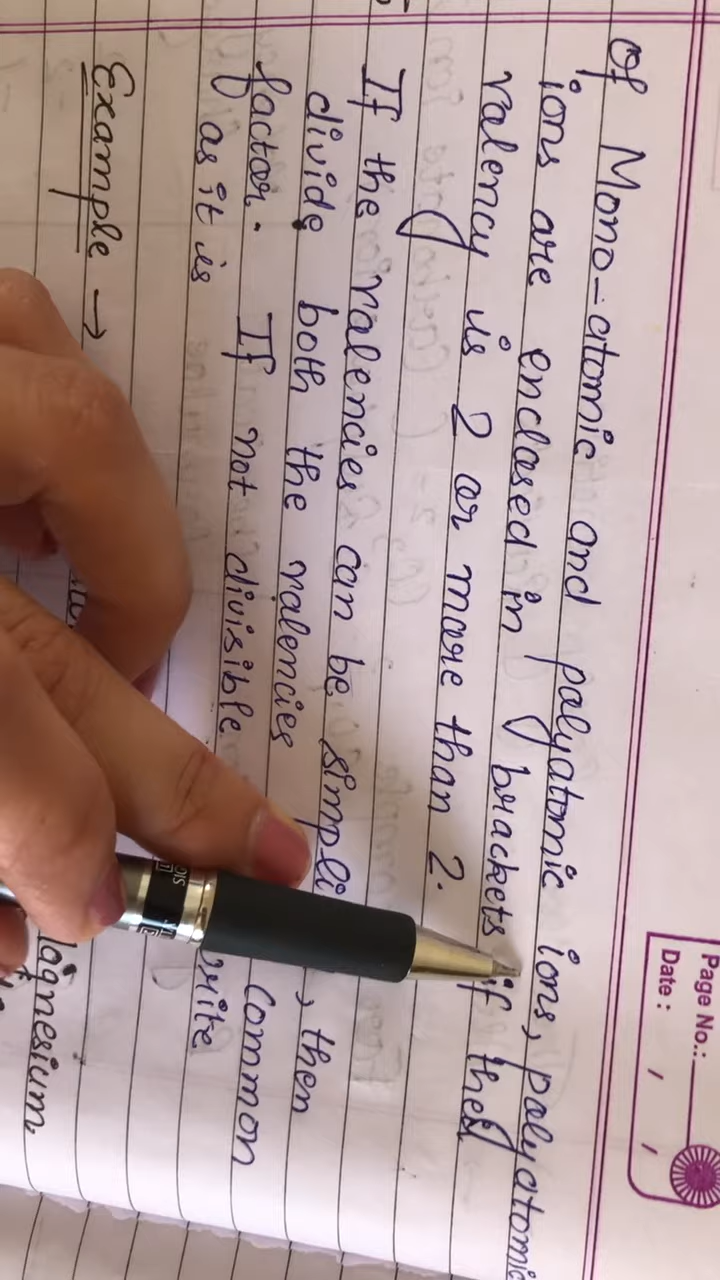 Page No.:
Date : / /
of Mono-atomic and polyatomic ions, polyatomic
ions are enclosed in brackets if the
valency is 2 or more than 2.
If the valencies can be simpli , then
divide both the valencies common
factor. If not divisible write
as it is
Example →
Magnesium